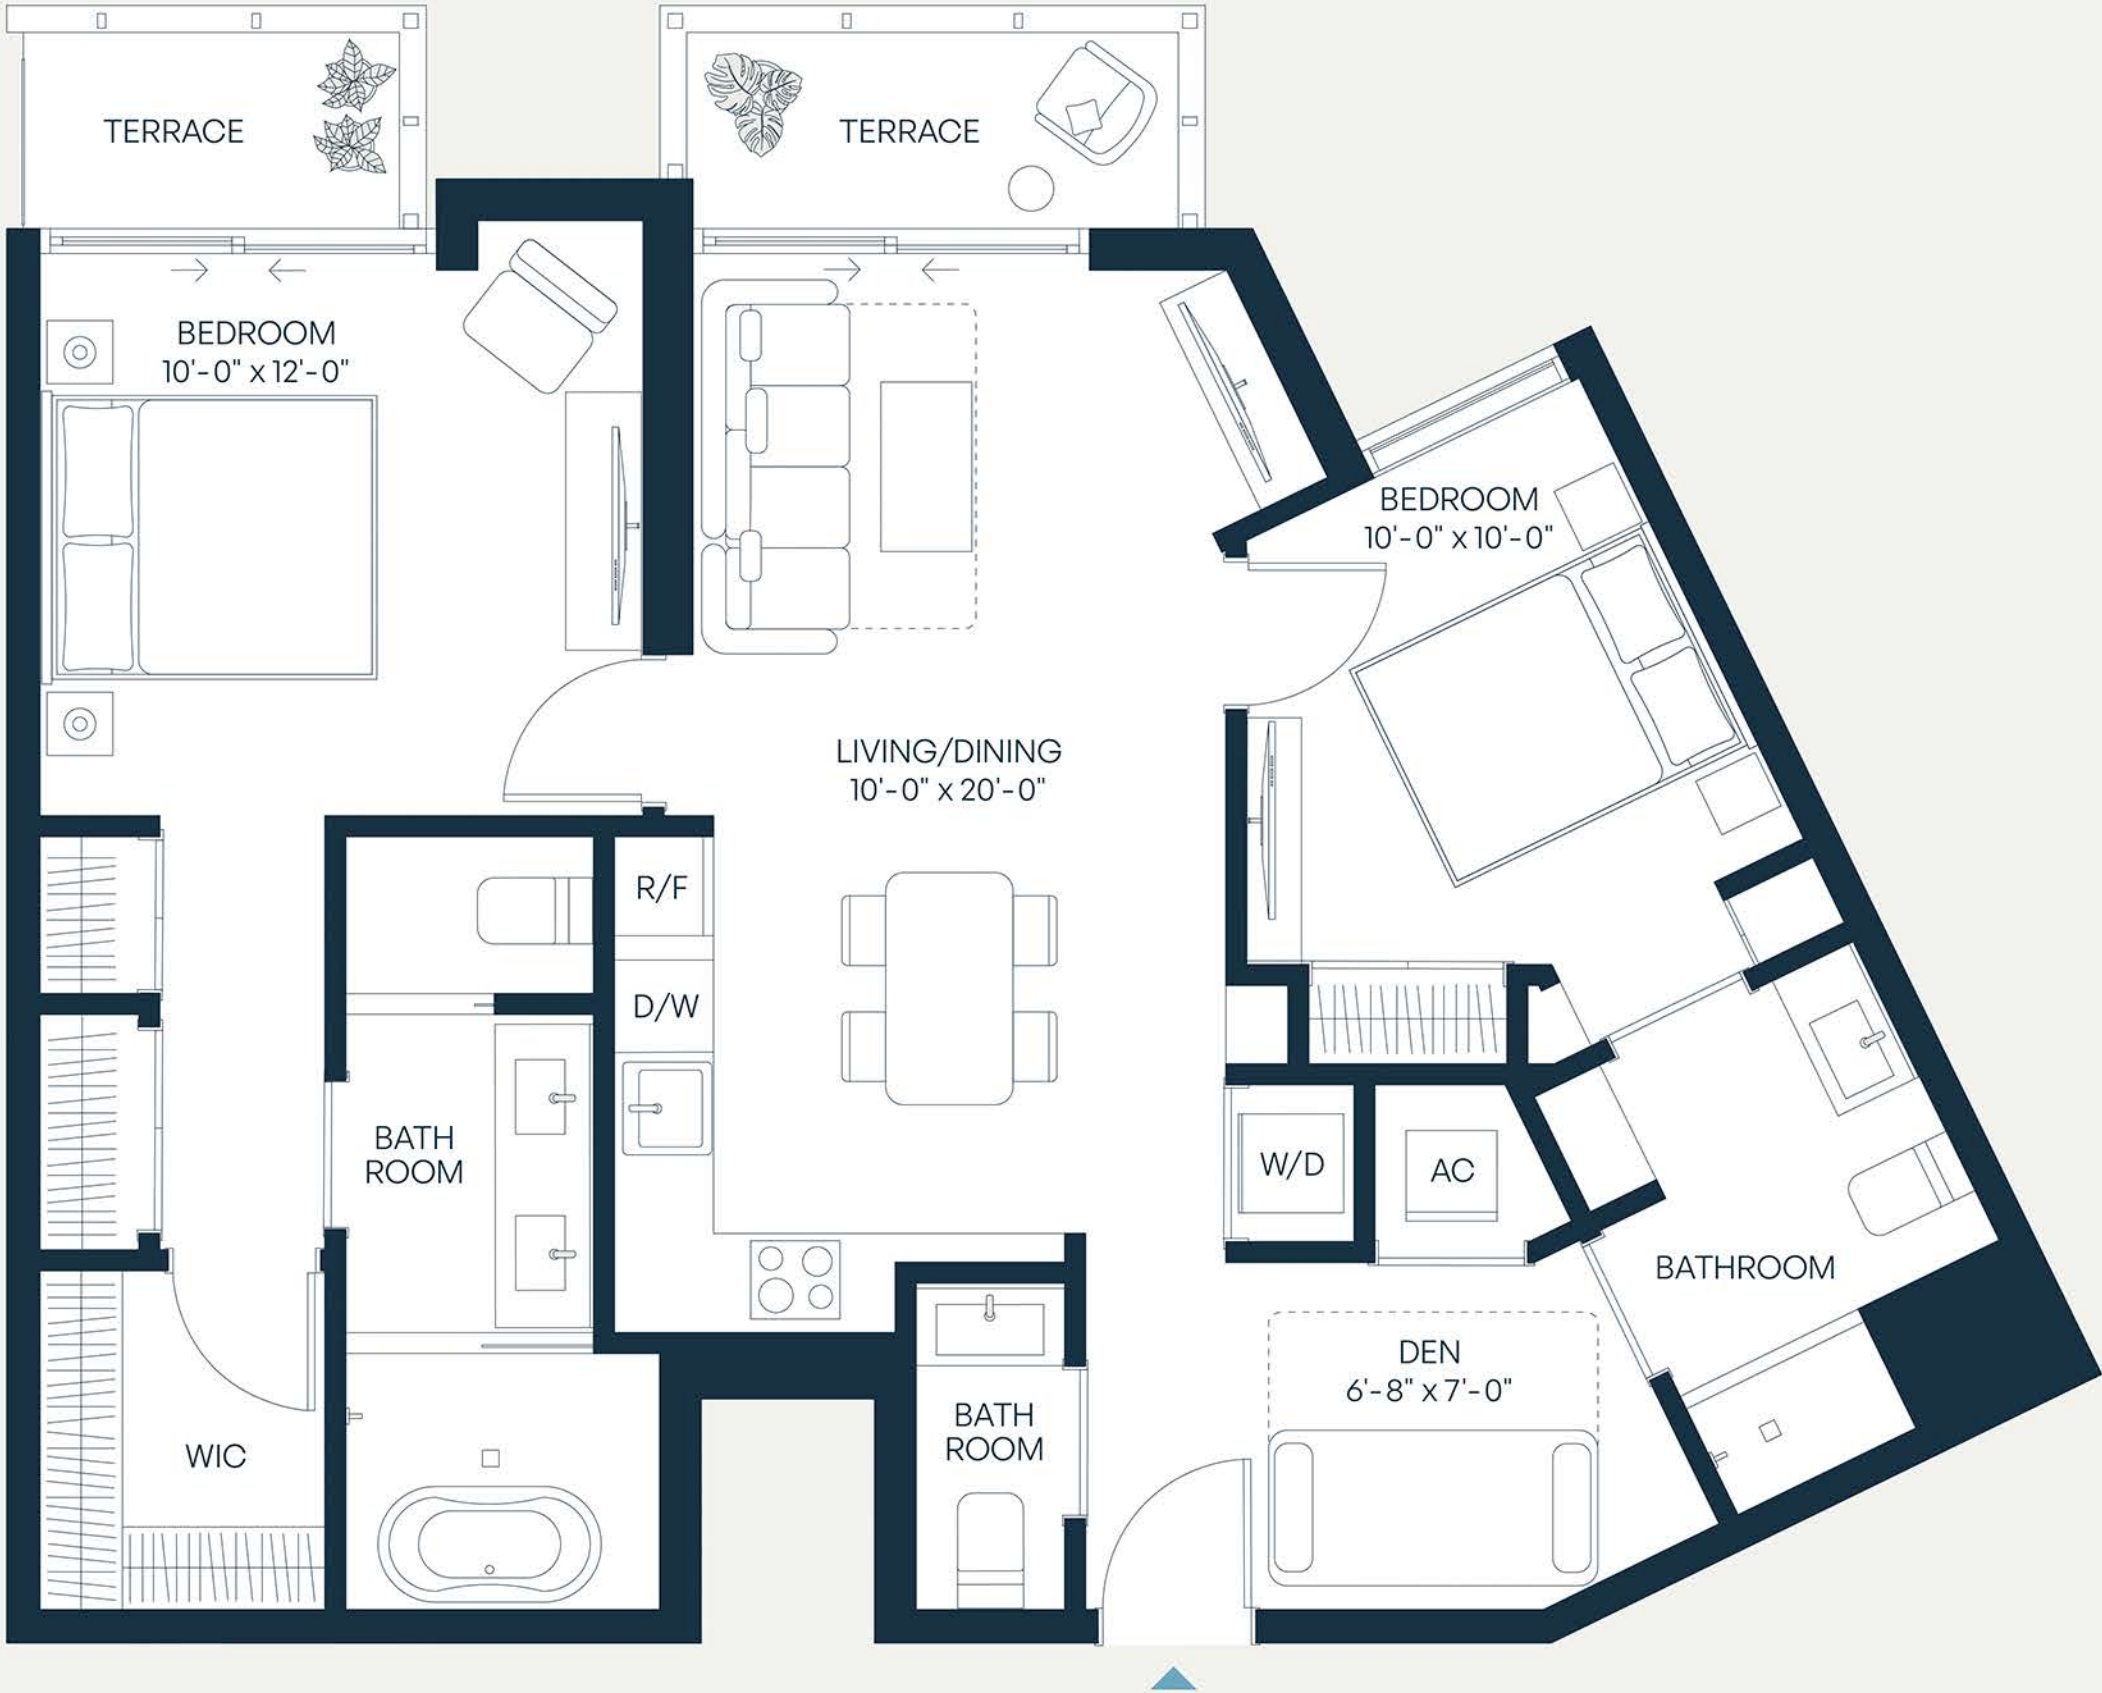 TERRACE
TERRACE
BEDROOM
10'-0" x 12'-0"
BEDROOM
10'-0" x 10'-0"
LIVING/DINING
10'-0" x 20'-0"
R/F
D/W
BATH
ROOM
W/D
AC
BATHROOM
DEN
6'-8" x 7'-0"
BATH
ROOM
WIC